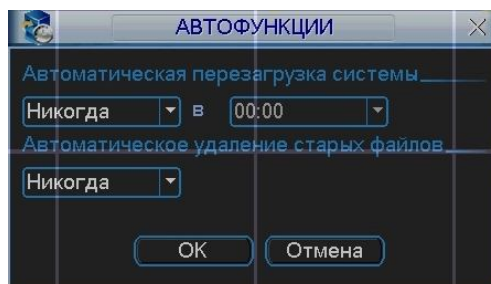 АВТОФУНКЦИИ
Автоматическая перезагрузка системы
Никогда в 00:00
Автоматическое удаление старых файлов
Никогда
OK Отмена